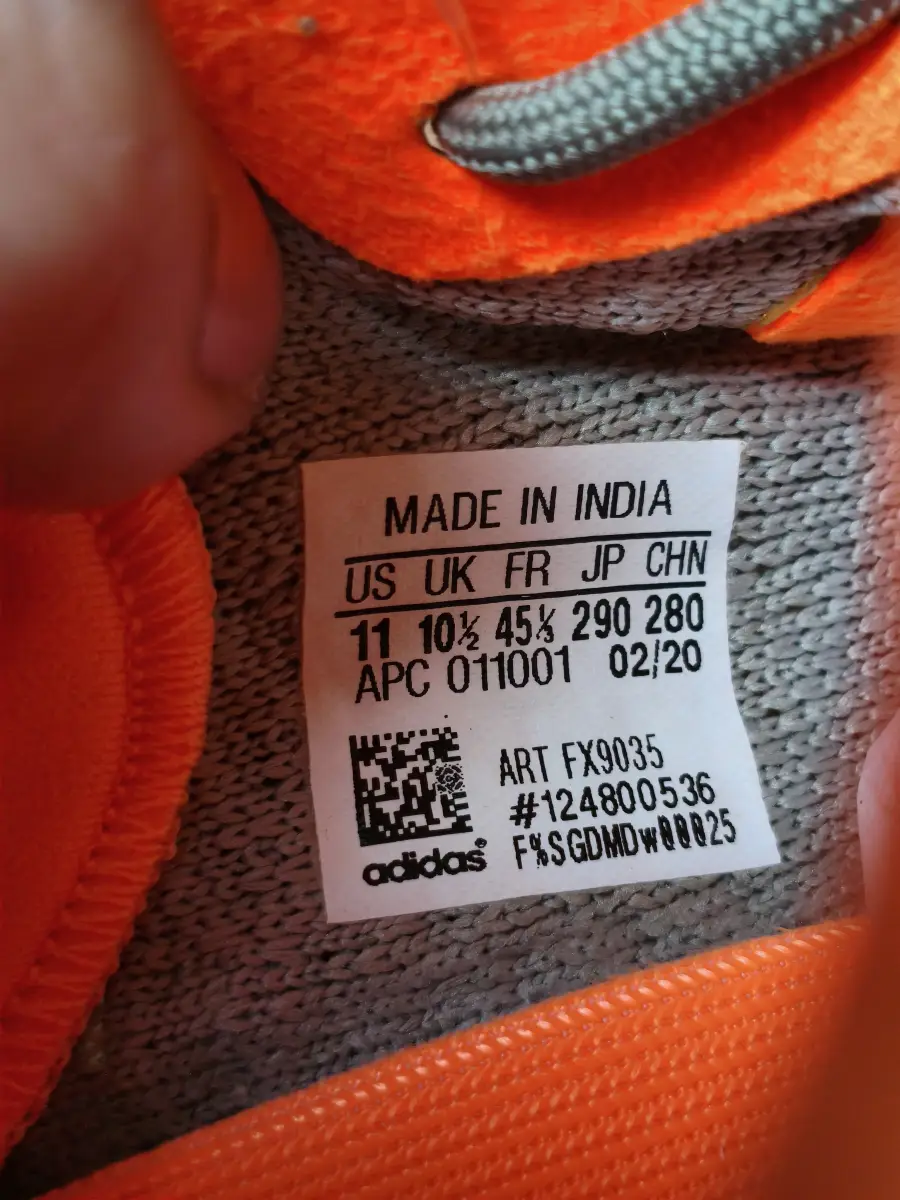 MADE IN INDIA
US UK FR JP CHN
11 10½ 45⅓ 290 280
APC 011001 02/20
ART FX9035
#124800536
F%SGDMDw00025
adidas®